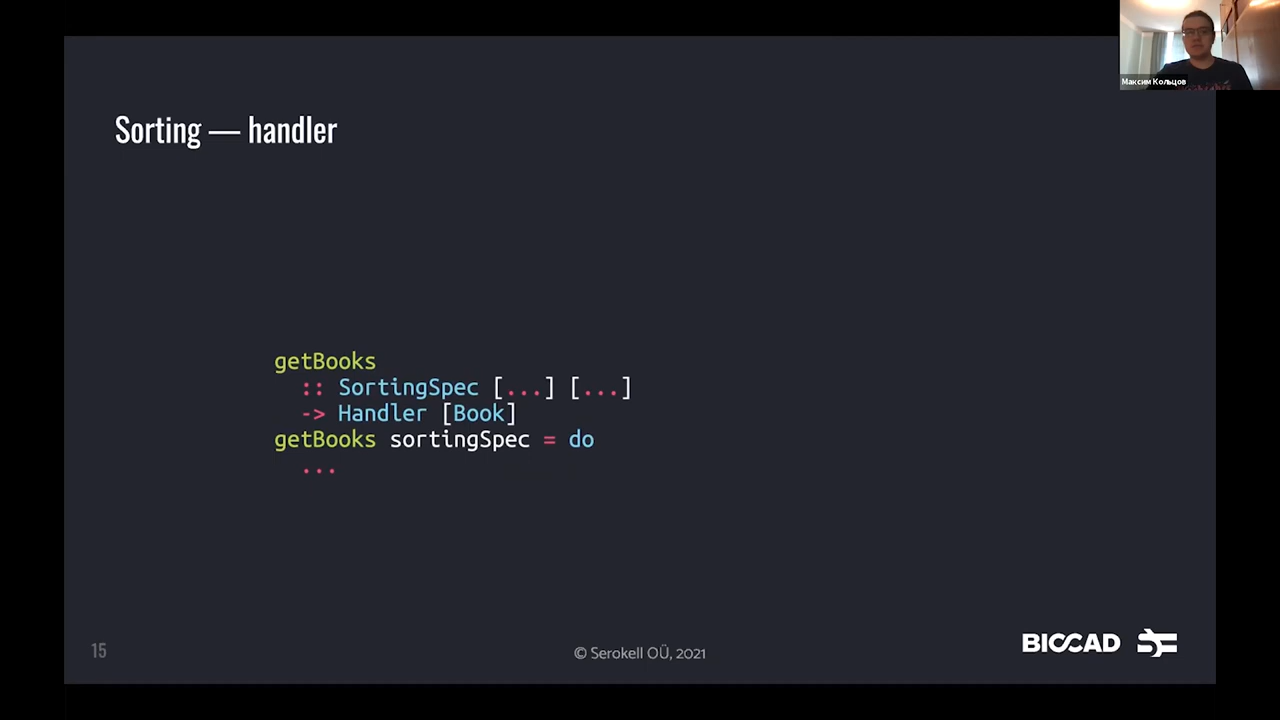 Максим Кольцов
Sorting — handler
getBooks
:: SortingSpec [...] [...]
-> Handler [Book]
getBooks sortingSpec = do
...
15
© Serokell OÜ, 2021
BIOCAD